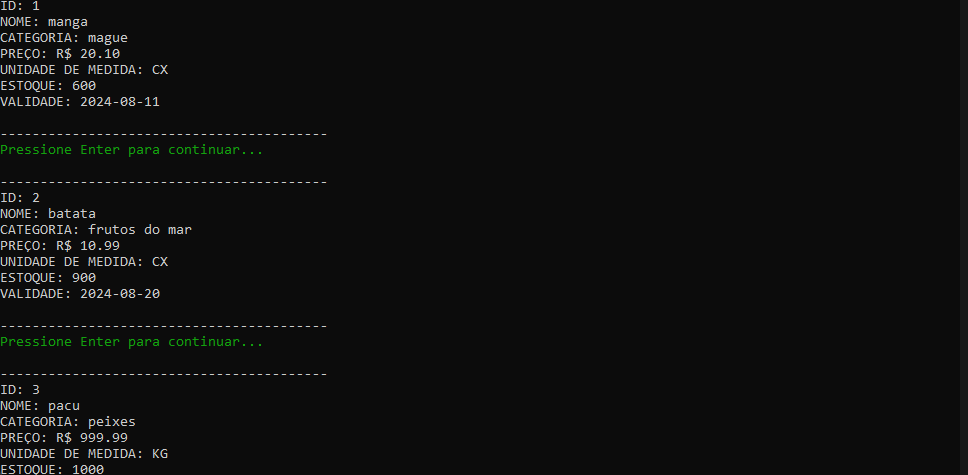 ID: 1
NOME: manga
CATEGORIA: mague
PREÇO: R$ 20.10
UNIDADE DE MEDIDA: CX
ESTOQUE: 600
VALIDADE: 2024-08-11
-----------------------------------------
Pressione Enter para continuar...
-----------------------------------------
ID: 2
NOME: batata
CATEGORIA: frutos do mar
PREÇO: R$ 10.99
UNIDADE DE MEDIDA: CX
ESTOQUE: 900
VALIDADE: 2024-08-20
-----------------------------------------
Pressione Enter para continuar...
-----------------------------------------
ID: 3
NOME: pacu
CATEGORIA: peixes
PREÇO: R$ 999.99
UNIDADE DE MEDIDA: KG
ESTOQUE: 1000